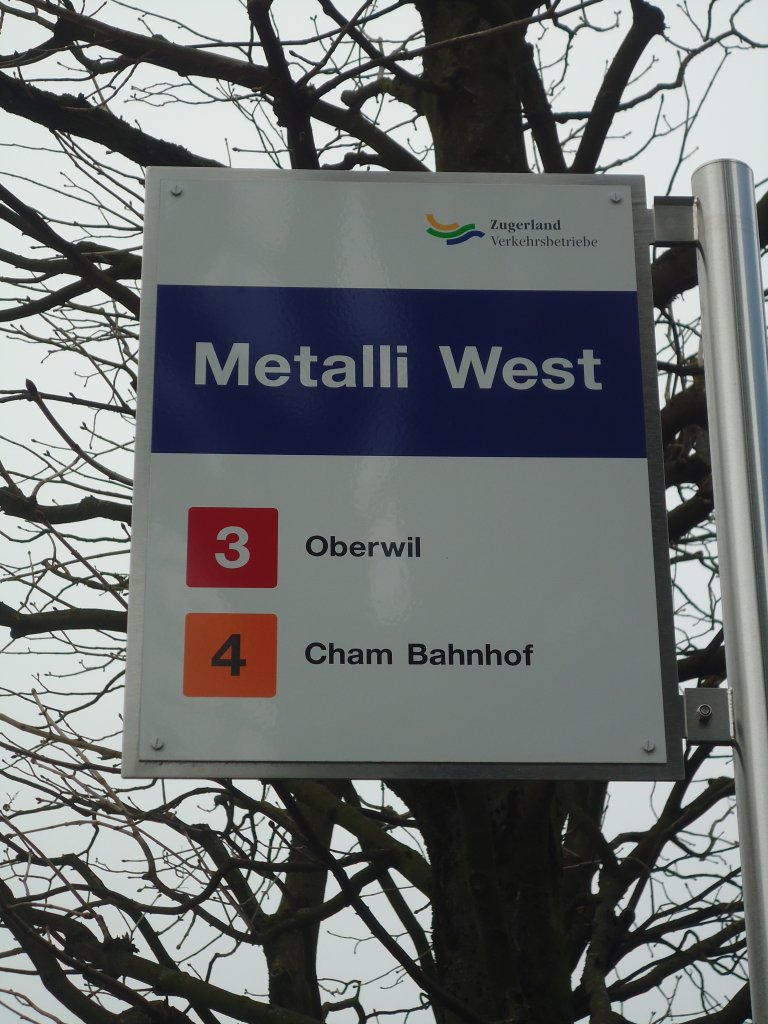 Zugerland
Verkehrsbetriebe
Metalli West
3 Oberwil
4 Cham Bahnhof